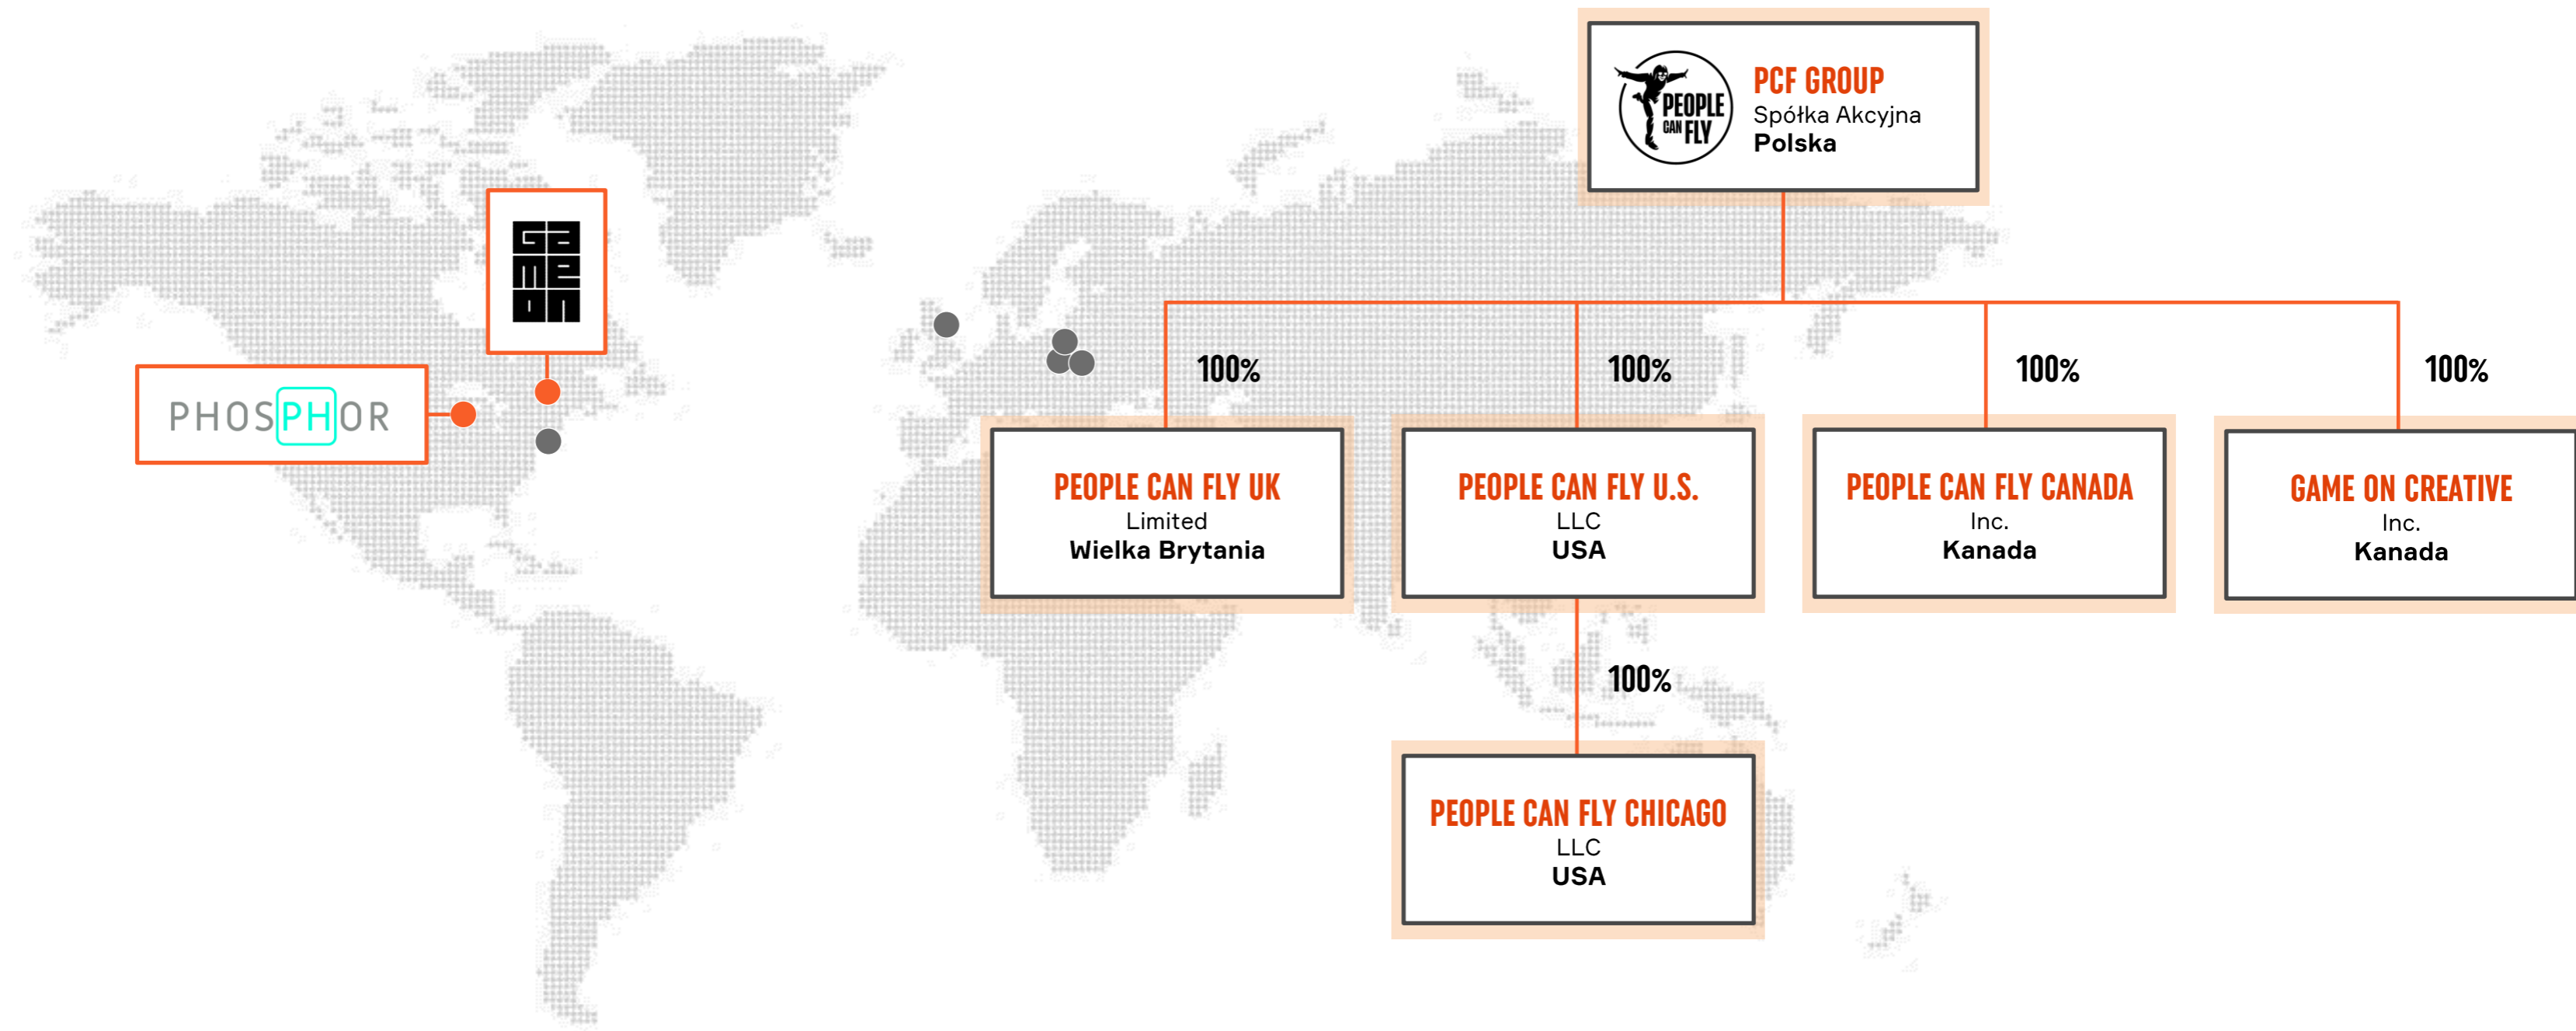 PEOPLE
CAN FLY
PCF GROUP
Spółka Akcyjna
Polska
Game
on
PHOSPHOR
100%
100%
100%
100%
PEOPLE CAN FLY UK
Limited
Wielka Brytania
PEOPLE CAN FLY U.S.
LLC
USA
PEOPLE CAN FLY CANADA
Inc.
Kanada
GAME ON CREATIVE
Inc.
Kanada
100%
PEOPLE CAN FLY CHICAGO
LLC
USA